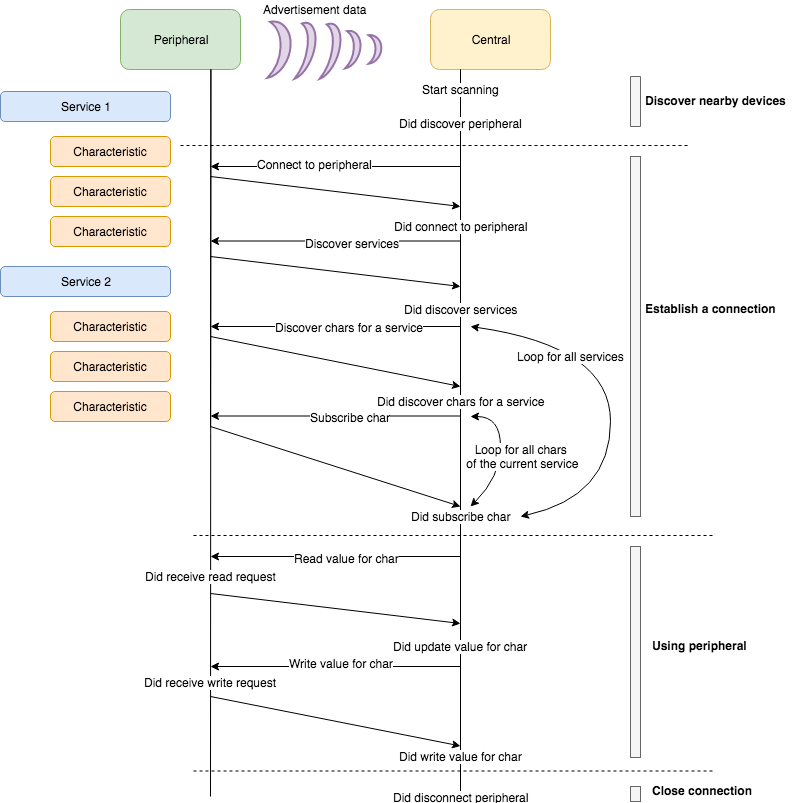 Advertisement data
Peripheral
Central
Start scanning
Service 1
Discover nearby devices
Did discover peripheral
Characteristic
Connect to peripheral
Characteristic
Did connect to peripheral
Characteristic
Discover services
Service 2
Did discover services
Establish a connection
Characteristic
Discover chars for a service
Loop for all services
Characteristic
Did discover chars for a service
Characteristic
Subscribe char
Loop for all chars
of the current service
Did subscribe char
Read value for char
Did receive read request
Did update value for char
Using peripheral
Write value for char
Did receive write request
Did write value for char
Close connection
Did disconnect peripheral